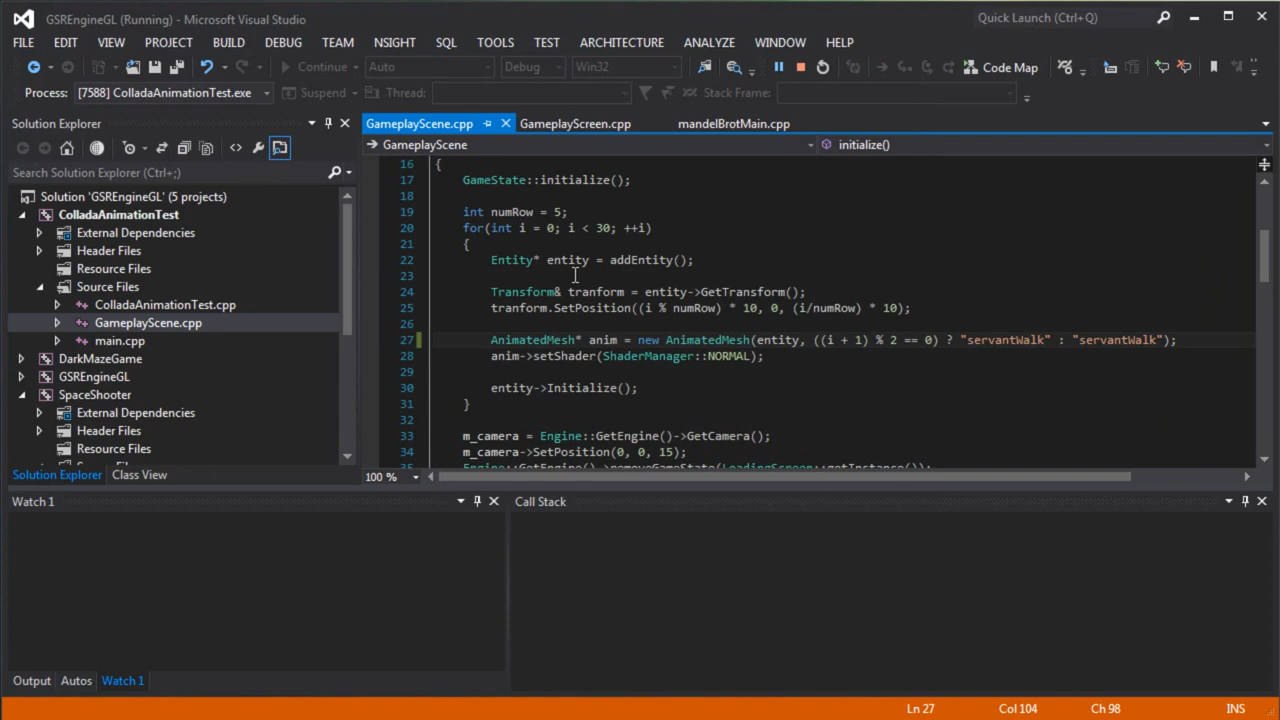 GSREngineGL (Running) - Microsoft Visual Studio
Quick Launch (Ctrl+Q)
FILE EDIT VIEW PROJECT BUILD DEBUG TEAM NSIGHT SQL TOOLS TEST ARCHITECTURE ANALYZE WINDOW HELP
Continue Auto Debug Win32 Code Map
Process: [7588] ColladaAnimationTest.exe Suspend Thread: Stack Frame:
Solution Explorer
Search Solution Explorer (Ctrl+;)
Solution 'GSREngineGL' (5 projects)
ColladaAnimationTest
External Dependencies
Header Files
Resource Files
Source Files
ColladaAnimationTest.cpp
GameplayScene.cpp
main.cpp
DarkMazeGame
GSREngineGL
SpaceShooter
External Dependencies
Header Files
Resource Files
Solution Explorer Class View
GameplayScene.cpp GameplayScreen.cpp mandelBrotMain.cpp
GameplayScene initialize()
16 {
17 GameState::initialize();
18
19 int numRow = 5;
20 for(int i = 0; i < 30; ++i)
21 {
22 Entity* entity = addEntity();
23
24 Transform& tranform = entity->GetTransform();
25 tranform.SetPosition((i % numRow) * 10, 0, (i/numRow) * 10);
26
27 AnimatedMesh* anim = new AnimatedMesh(entity, ((i + 1) % 2 == 0) ? "servantWalk" : "servantWalk");
28 anim->setShader(ShaderManager::NORMAL);
29
30 entity->Initialize();
31 }
32
33 m_camera = Engine::GetEngine()->GetCamera();
34 m_camera->SetPosition(0, 0, 15);
35 Engine::GetEngine()->removeGameState(LoadingScreen::getInstance());
100 %
Watch 1
Call Stack
Output Autos Watch 1
Ln 27 Col 104 Ch 98 INS